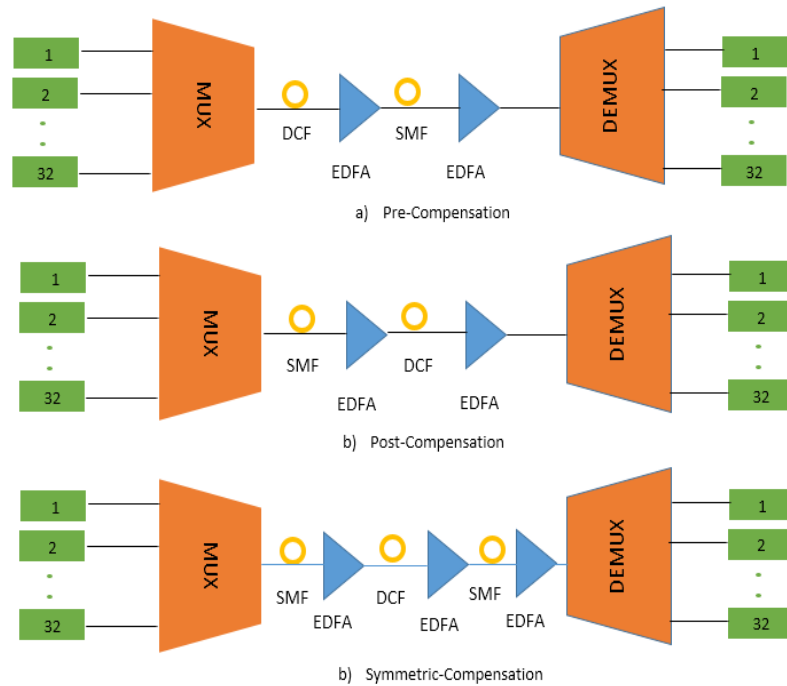 1
2
32
MUX
DCF
EDFA
SMF
EDFA
DEMUX
1
2
32
a) Pre-Compensation
1
2
32
MUX
SMF
EDFA
DCF
EDFA
DEMUX
1
2
32
b) Post-Compensation
1
2
32
MUX
SMF
EDFA
DCF
EDFA
SMF
EDFA
DEMUX
1
2
32
b) Symmetric-Compensation